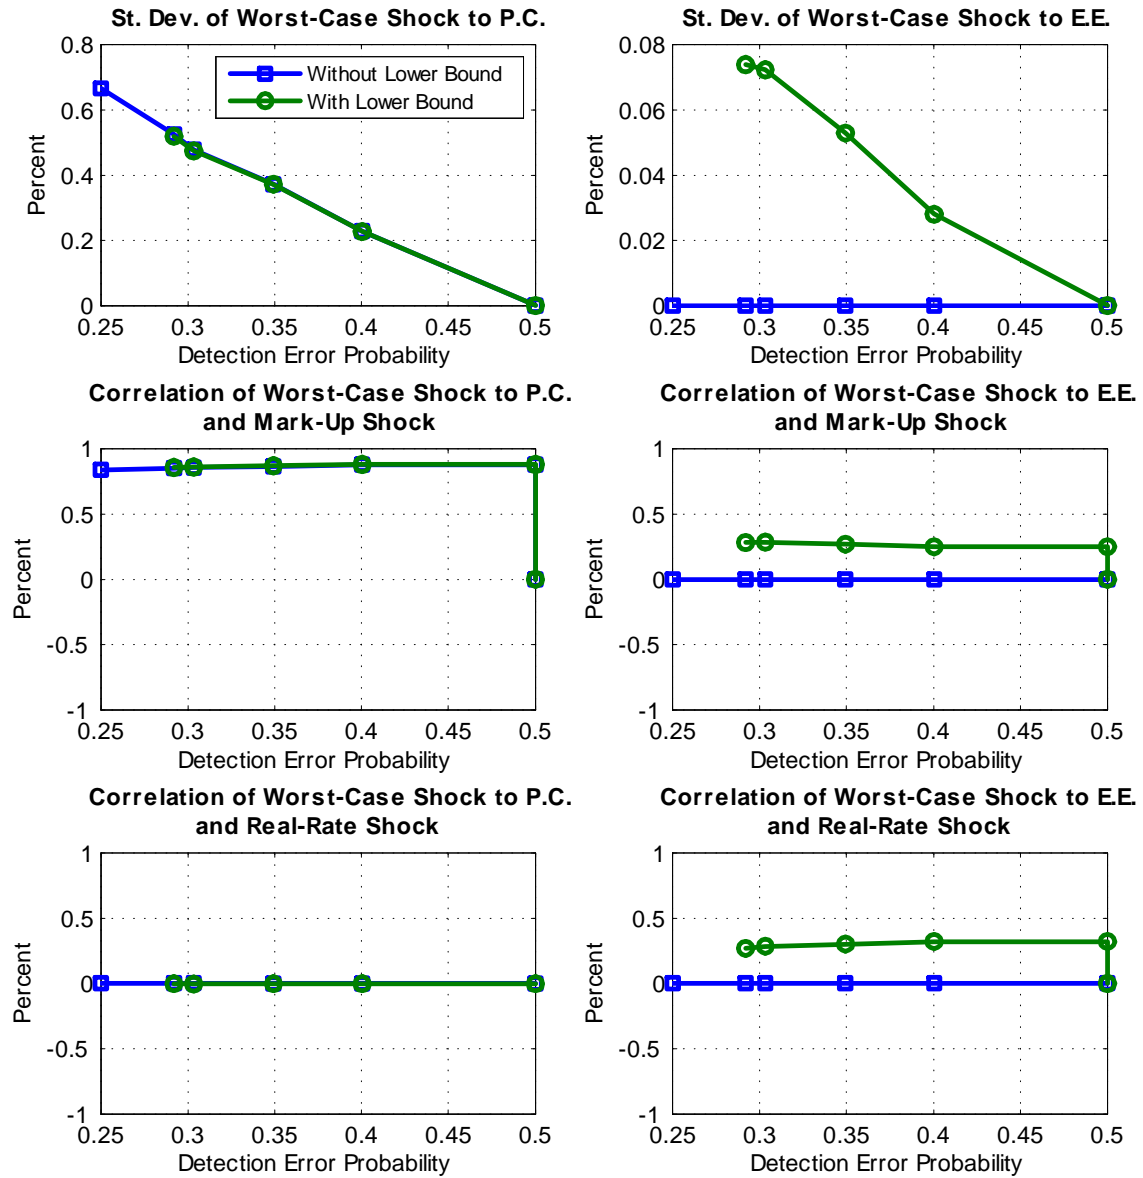 St. Dev. of Worst-Case Shock to P.C.
0.8
0.6
0.4
0.2
0
Percent
Without Lower Bound
With Lower Bound
0.25 0.3 0.35 0.4 0.45 0.5
Detection Error Probability
St. Dev. of Worst-Case Shock to E.E.
0.08
0.06
0.04
0.02
0
Percent
0.25 0.3 0.35 0.4 0.45 0.5
Detection Error Probability
Correlation of Worst-Case Shock to P.C.
and Mark-Up Shock
1
0.5
0
-0.5
-1
Percent
0.25 0.3 0.35 0.4 0.45 0.5
Detection Error Probability
Correlation of Worst-Case Shock to E.E.
and Mark-Up Shock
1
0.5
0
-0.5
-1
Percent
0.25 0.3 0.35 0.4 0.45 0.5
Detection Error Probability
Correlation of Worst-Case Shock to P.C.
and Real-Rate Shock
1
0.5
0
-0.5
-1
Percent
0.25 0.3 0.35 0.4 0.45 0.5
Detection Error Probability
Correlation of Worst-Case Shock to E.E.
and Real-Rate Shock
1
0.5
0
-0.5
-1
Percent
0.25 0.3 0.35 0.4 0.45 0.5
Detection Error Probability